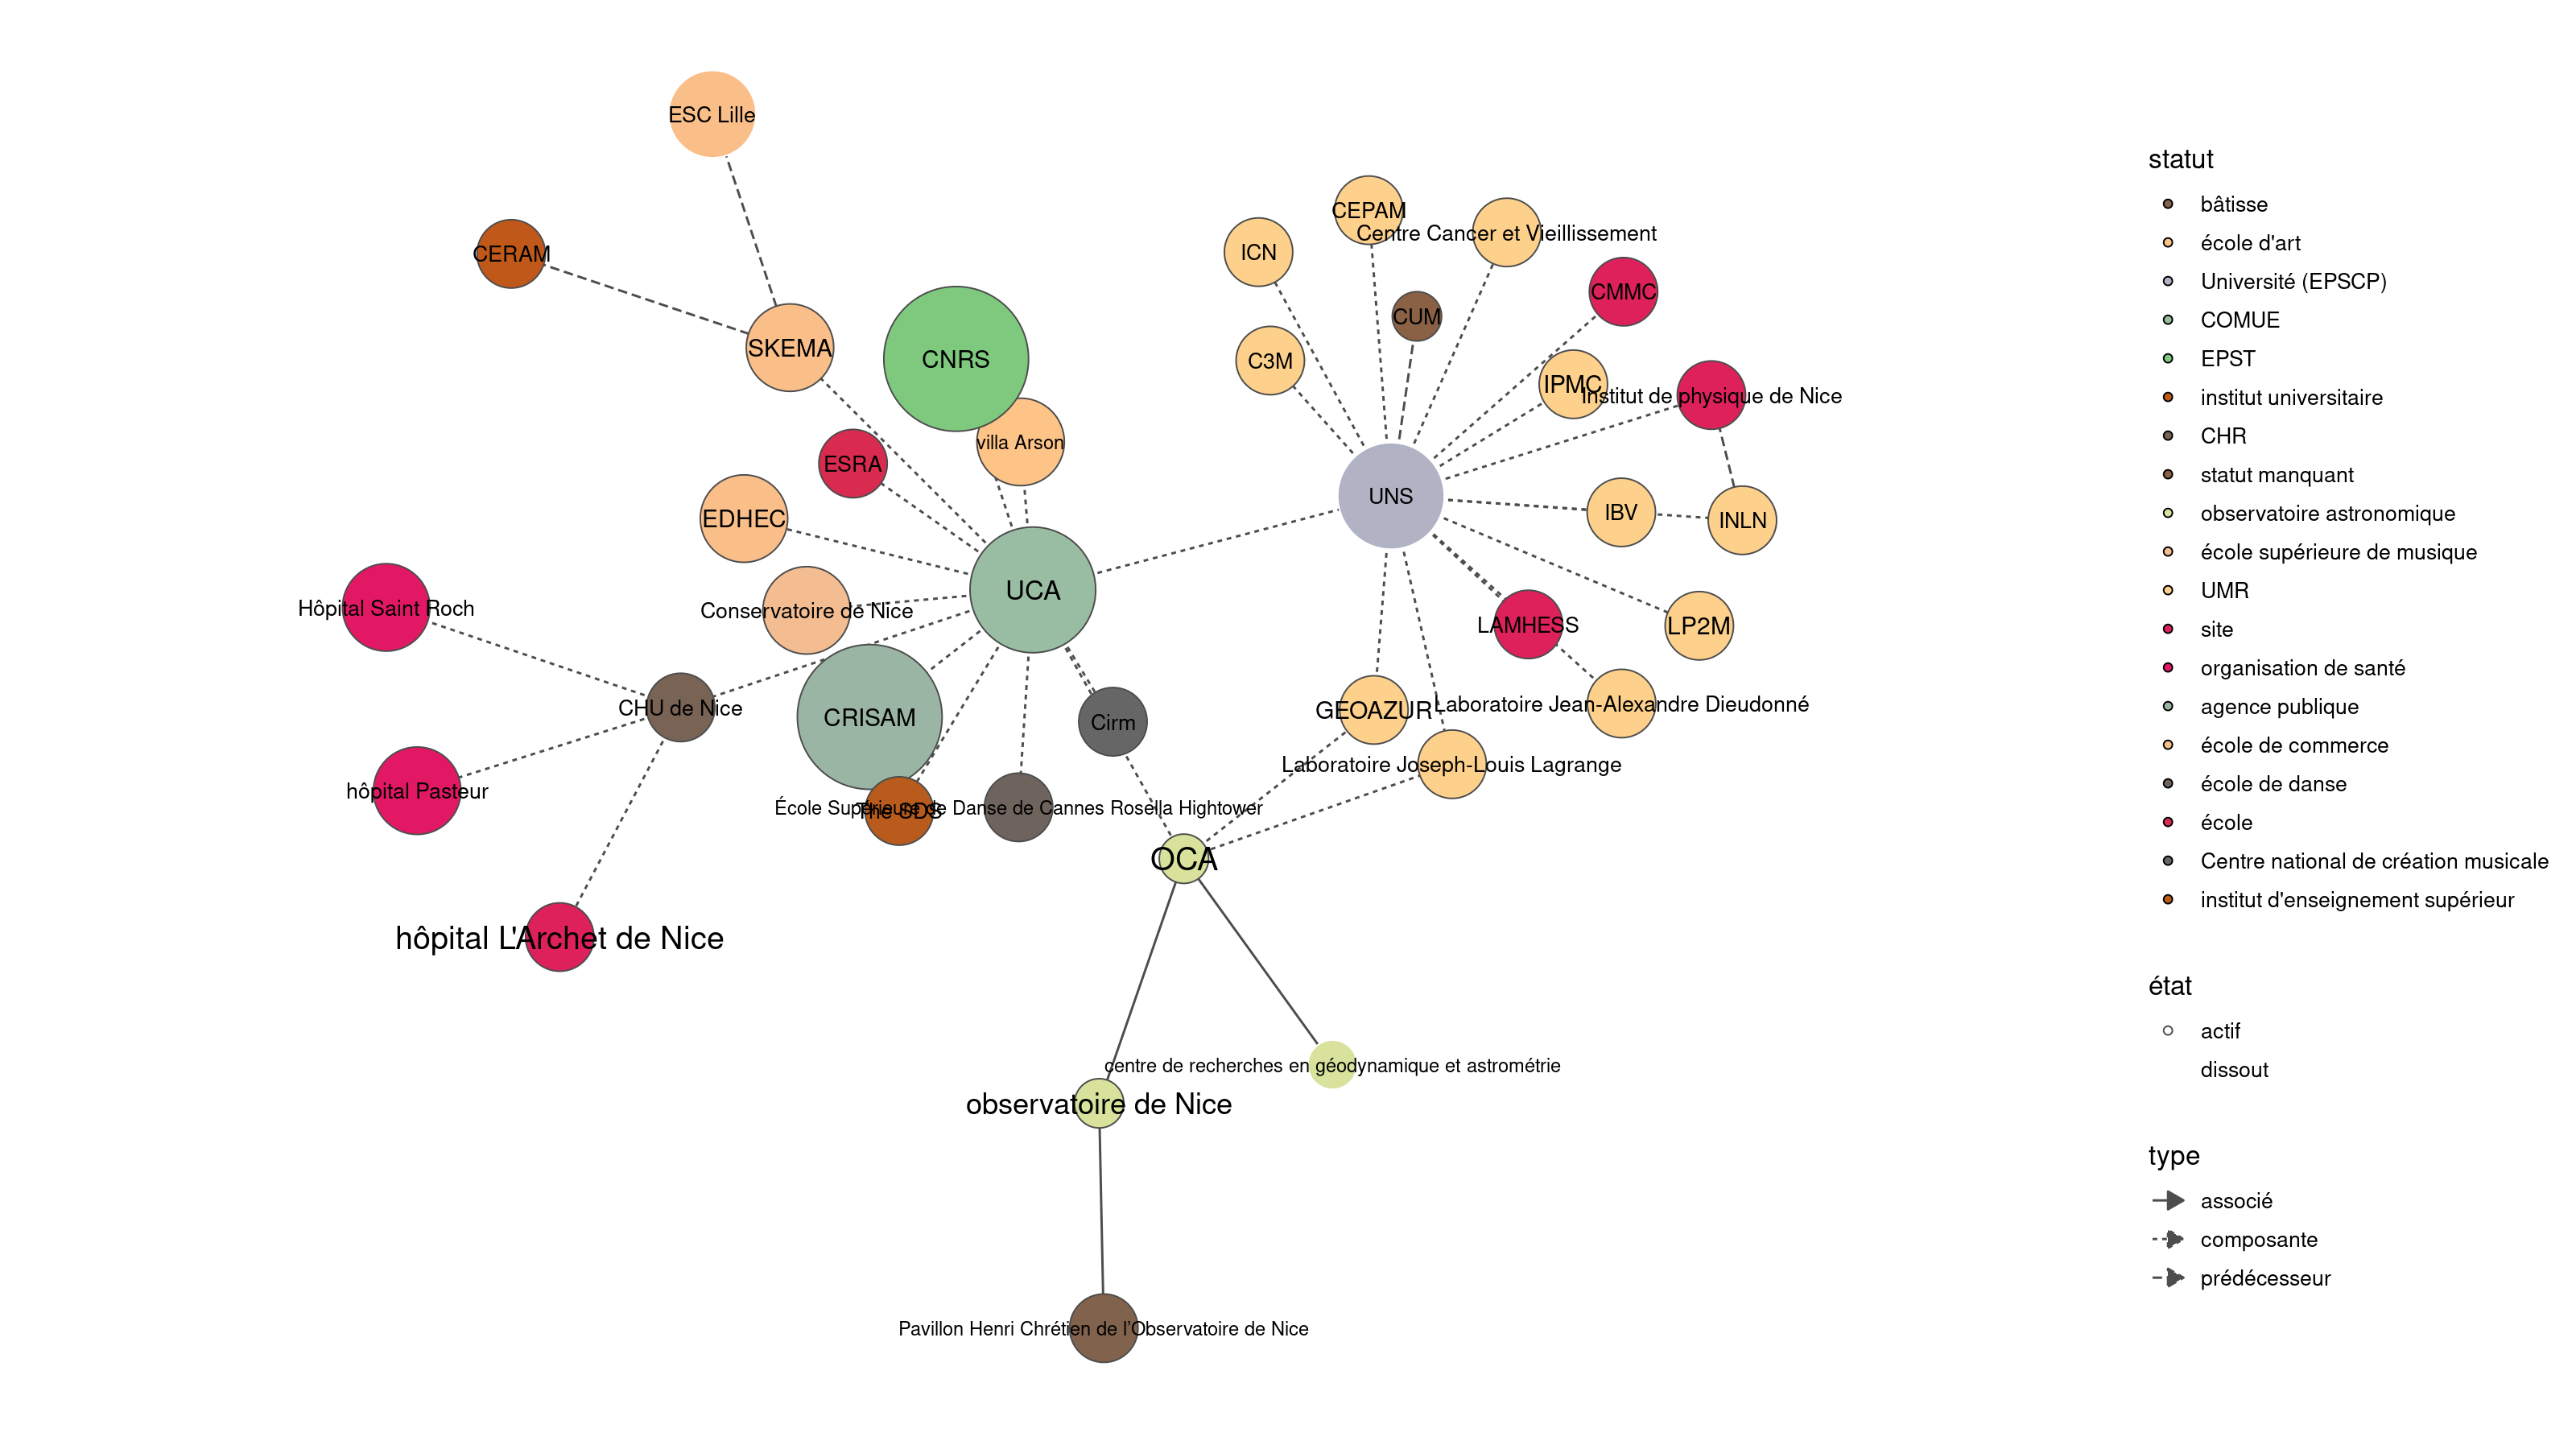 ESC Lille
CERAM
SKEMA
CNRS
villa Arson
ESRA
EDHEC
UCA
Conservatoire de Nice
Hôpital Saint Roch
CHU de Nice
CRISAM
Cirm
hôpital Pasteur
The SDS
École Supérieure de Danse de Cannes Rosella Hightower
hôpital L'Archet de Nice
CEPAM
Centre Cancer et Vieillissement
ICN
CMMC
CUM
C3M
IPMC
Institut de physique de Nice
UNS
IBV
INLN
LAMHESS
LP2M
GEOAZUR
Laboratoire Jean-Alexandre Dieudonné
Laboratoire Joseph-Louis Lagrange
OCA
centre de recherches en géodynamique et astrométrie
observatoire de Nice
Pavillon Henri Chrétien de l'Observatoire de Nice
statut
bâtisse
école d'art
Université (EPSCP)
COMUE
EPST
institut universitaire
CHR
statut manquant
observatoire astronomique
école supérieure de musique
UMR
site
organisation de santé
agence publique
école de commerce
école de danse
école
Centre national de création musicale
institut d'enseignement supérieur
état
actif
dissout
type
associé
composante
prédécesseur